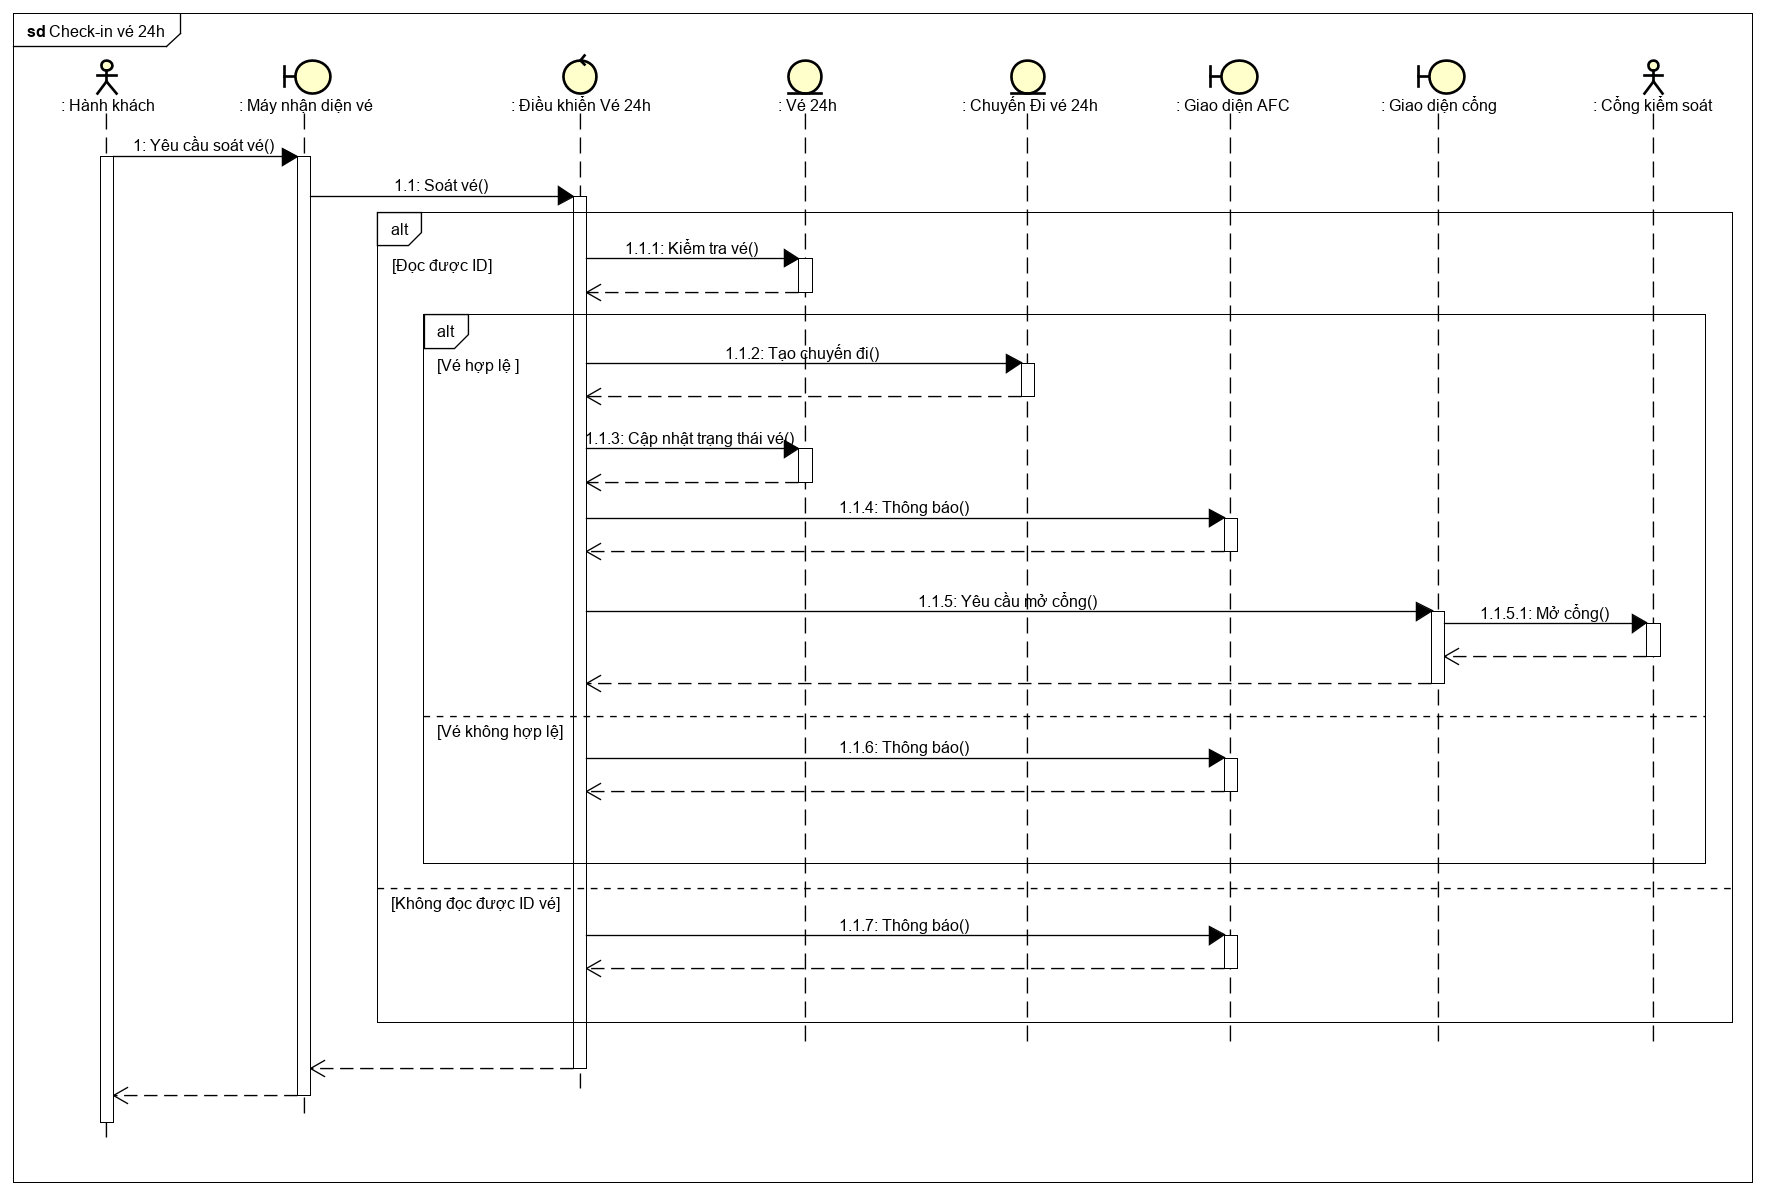 sd Check-in vé 24h
: Hành khách
: Máy nhận diện vé
: Điều khiển Vé 24h
: Vé 24h
: Chuyến Đi vé 24h
: Giao diện AFC
: Giao diện cổng
: Cổng kiểm soát
1: Yêu cầu soát vé()
1.1: Soát vé()
alt
1.1.1: Kiểm tra vé()
[Đọc được ID]
alt
1.1.2: Tạo chuyến đi()
[Vé hợp lệ ]
1.1.3: Cập nhật trạng thái vé()
1.1.4: Thông báo()
1.1.5: Yêu cầu mở cổng()
1.1.5.1: Mở cổng()
[Vé không hợp lệ]
1.1.6: Thông báo()
[Không đọc được ID vé]
1.1.7: Thông báo()